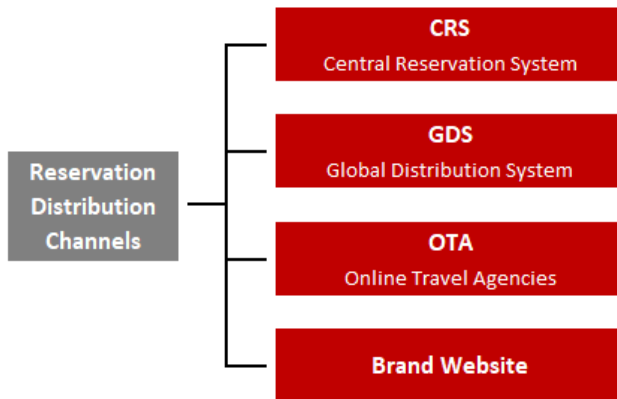 Reservation
Distribution
Channels
CRS
Central Reservation System
GDS
Global Distribution System
OTA
Online Travel Agencies
Brand Website